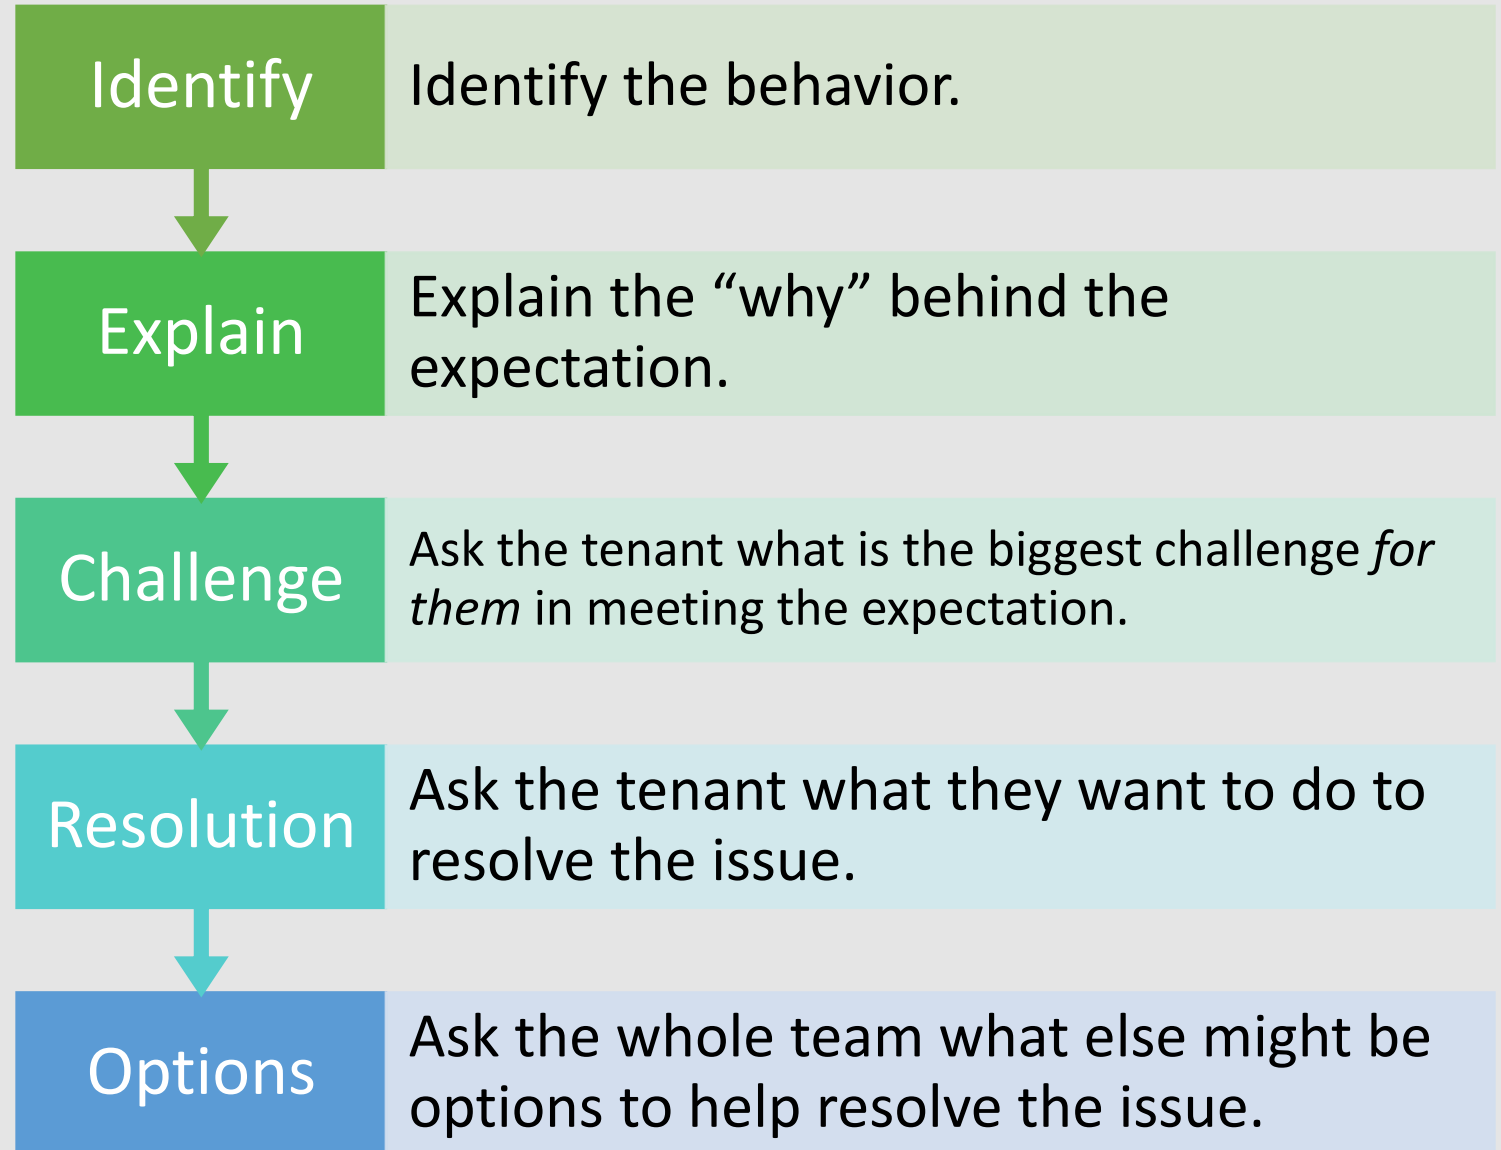 Identify
Identify the behavior.
Explain
Explain the “why” behind the
expectation.
Challenge
Ask the tenant what is the biggest challenge for
them in meeting the expectation.
Resolution
Ask the tenant what they want to do to
resolve the issue.
Options
Ask the whole team what else might be
options to help resolve the issue.